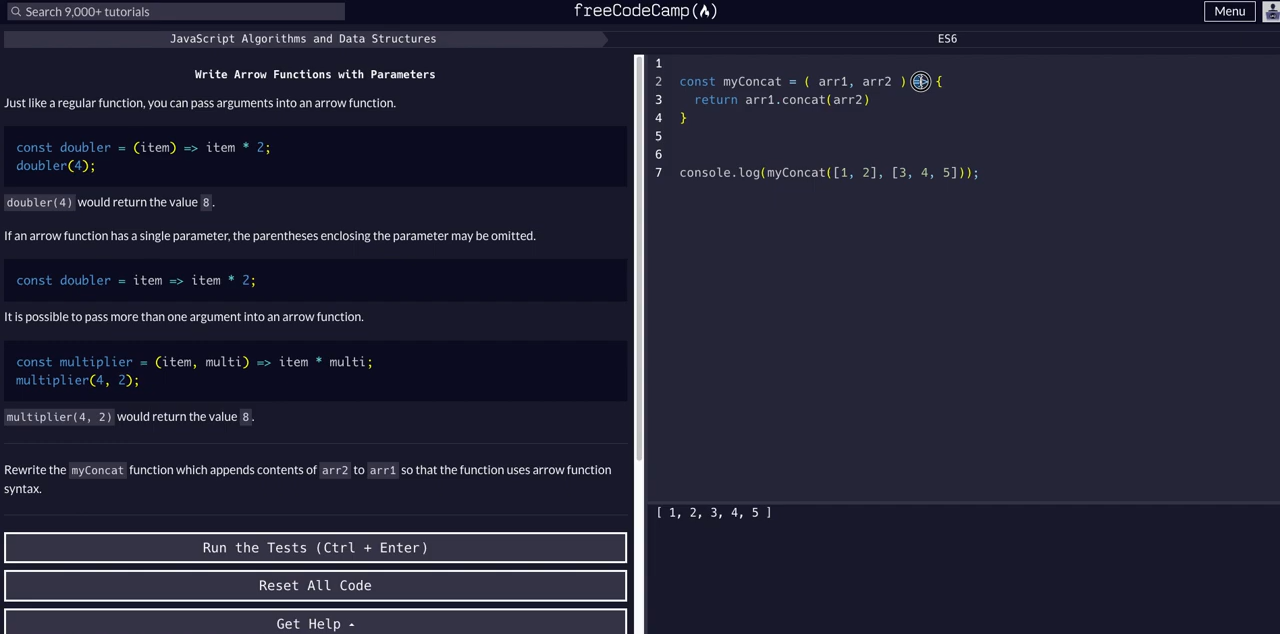 Search 9,000+ tutorials
freeCodeCamp
Menu
JavaScript Algorithms and Data Structures
ES6
Write Arrow Functions with Parameters
Just like a regular function, you can pass arguments into an arrow function.
const doubler = (item) => item * 2;
doubler(4);
doubler(4) would return the value 8.
If an arrow function has a single parameter, the parentheses enclosing the parameter may be omitted.
const doubler = item => item * 2;
It is possible to pass more than one argument into an arrow function.
const multiplier = (item, multi) => item * multi;
multiplier(4, 2);
multiplier(4, 2) would return the value 8.
Rewrite the myConcat function which appends contents of arr2 to arr1 so that the function uses arrow function
syntax.
Run the Tests (Ctrl + Enter)
Reset All Code
Get Help
1
2 const myConcat = ( arr1, arr2 ) => {
3 return arr1.concat(arr2)
4 }
5
6
7 console.log(myConcat([1, 2], [3, 4, 5]));
[ 1, 2, 3, 4, 5 ]